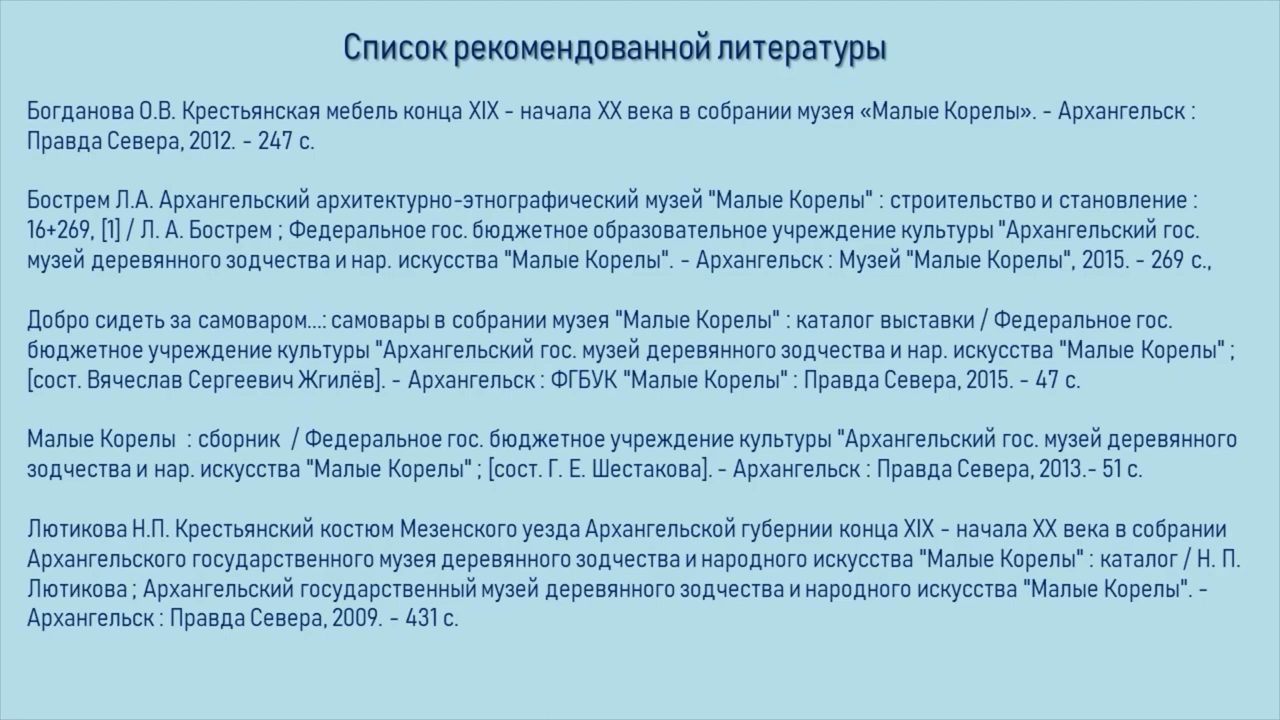 Список рекомендованной литературы
Богданова О.В. Крестьянская мебель конца XIX - начала XX века в собрании музея «Малые Корелы». - Архангельск :
Правда Севера, 2012. - 247 с.
Бострем Л.А. Архангельский архитектурно-этнографический музей "Малые Корелы" : строительство и становление :
16+269, [1] / Л. А. Бострем ; Федеральное гос. бюджетное образовательное учреждение культуры "Архангельский гос.
музей деревянного зодчества и нар. искусства "Малые Корелы". - Архангельск : Музей "Малые Корелы", 2015. - 269 с.,
Добро сидеть за самоваром...: самовары в собрании музея "Малые Корелы" : каталог выставки / Федеральное гос.
бюджетное учреждение культуры "Архангельский гос. музей деревянного зодчества и нар. искусства "Малые Корелы" ;
[сост. Вячеслав Сергеевич Жгилёв]. - Архангельск : ФГБУК "Малые Корелы" : Правда Севера, 2015. - 47 с.
Малые Корелы  : сборник  / Федеральное гос. бюджетное учреждение культуры "Архангельский гос. музей деревянного
зодчества и нар. искусства "Малые Корелы" ; [сост. Г. Е. Шестакова]. - Архангельск : Правда Севера, 2013.- 51 с.
Лютикова Н.П. Крестьянский костюм Мезенского уезда Архангельской губернии конца XIX - начала XX века в собрании
Архангельского государственного музея деревянного зодчества и народного искусства "Малые Корелы" : каталог / Н. П.
Лютикова ; Архангельский государственный музей деревянного зодчества и народного искусства "Малые Корелы". -
Архангельск : Правда Севера, 2009. - 431 с.